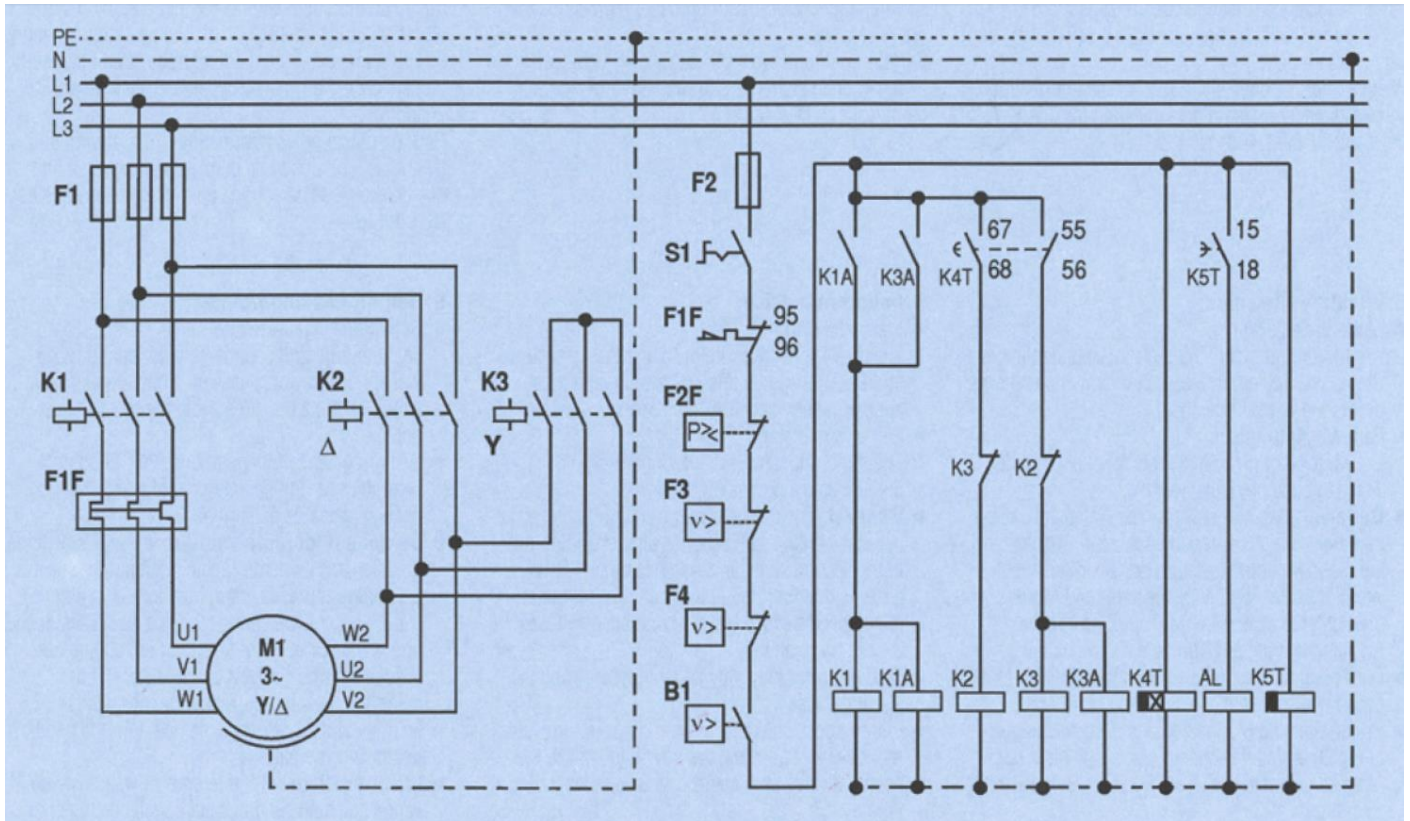 PE
N
L1
L2
L3
F1
F2
S1
F1F
95
96
F2F
P><
F3
v>
F4
v>
B1
v>
K1
K2
Δ
K3
Y
F1F
U1
V1
W1
M1
3~
Y/Δ
W2
U2
V2
K1A
K3A
K4T
67
68
55
56
K5T
15
18
K3
K2
K1
K1A
K2
K3
K3A
K4T
AL
K5T